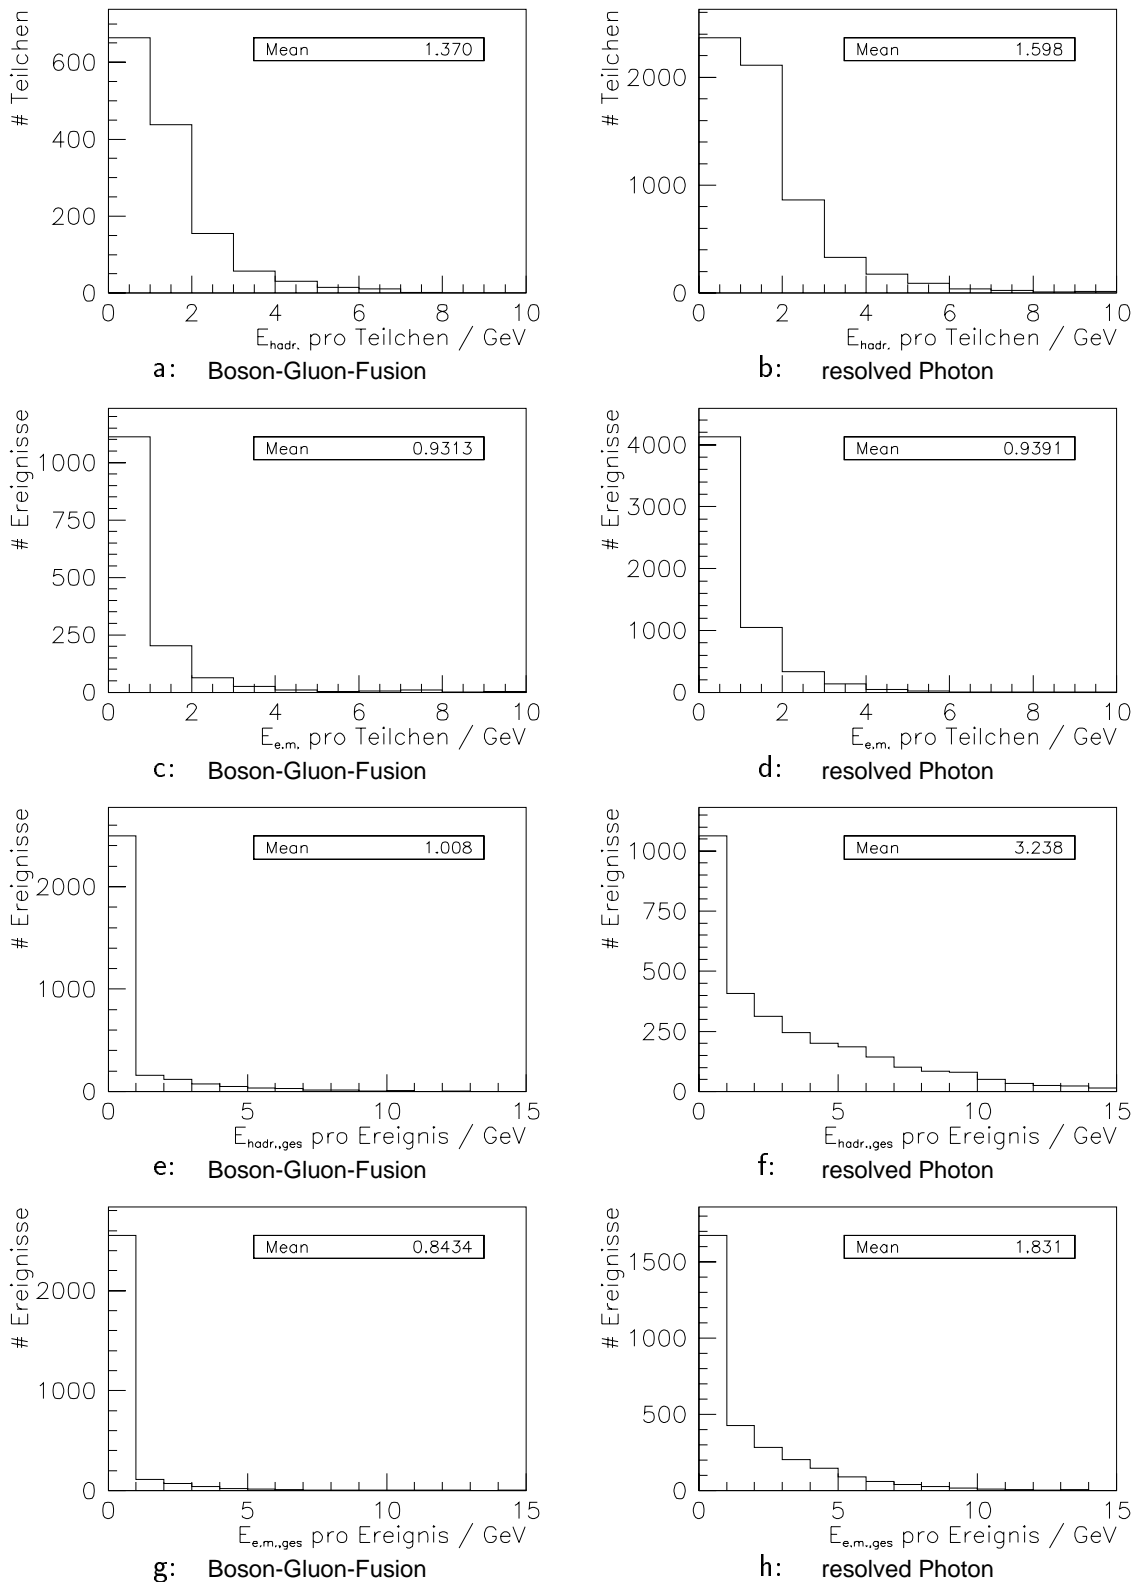 # Teilchen
Mean 1.370
600
400
200
0
0 2 4 6 8 10
E hadr. pro Teilchen / GeV
a: Boson-Gluon-Fusion
# Teilchen
Mean 1.598
2000
1000
0
0 2 4 6 8 10
E hadr. pro Teilchen / GeV
b: resolved Photon
# Ereignisse
Mean 0.9313
1000
750
500
250
0
0 2 4 6 8 10
E e.m. pro Teilchen / GeV
c: Boson-Gluon-Fusion
# Ereignisse
Mean 0.9391
4000
3000
2000
1000
0
0 2 4 6 8 10
E e.m. pro Teilchen / GeV
d: resolved Photon
# Ereignisse
Mean 1.008
2000
1000
0
0 5 10 15
E hadr.,ges pro Ereignis / GeV
e: Boson-Gluon-Fusion
# Ereignisse
Mean 3.238
1000
750
500
250
0
0 5 10 15
E hadr.,ges pro Ereignis / GeV
f: resolved Photon
# Ereignisse
Mean 0.8434
2000
1000
0
0 5 10 15
E e.m.,ges pro Ereignis / GeV
g: Boson-Gluon-Fusion
# Ereignisse
Mean 1.831
1500
1000
500
0
0 5 10 15
E e.m.,ges pro Ereignis / GeV
h: resolved Photon